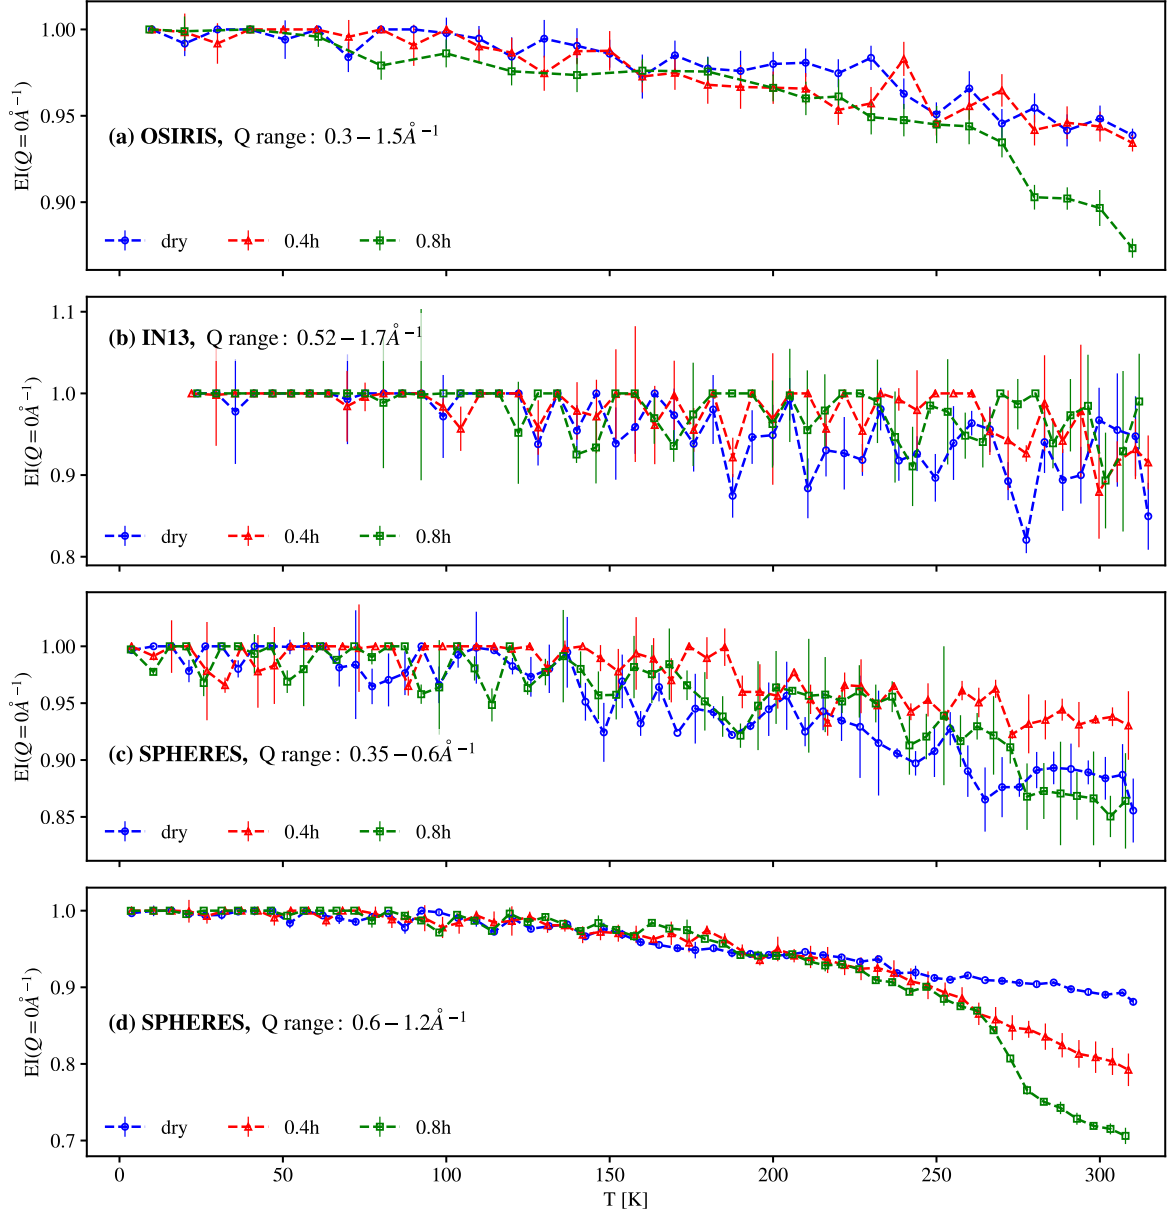 1.00
0.95
0.90
EI(Q=0Å⁻¹)
(a) OSIRIS, Q range: 0.3−1.5Å⁻¹
dry 0.4h 0.8h
1.1
1.0
0.9
0.8
EI(Q=0Å⁻¹)
(b) IN13, Q range: 0.52−1.7Å⁻¹
dry 0.4h 0.8h
1.00
0.95
0.90
0.85
EI(Q=0Å⁻¹)
(c) SPHERES, Q range: 0.35−0.6Å⁻¹
dry 0.4h 0.8h
1.0
0.9
0.8
0.7
EI(Q=0Å⁻¹)
(d) SPHERES, Q range: 0.6−1.2Å⁻¹
dry 0.4h 0.8h
0 50 100 150 200 250 300
T [K]